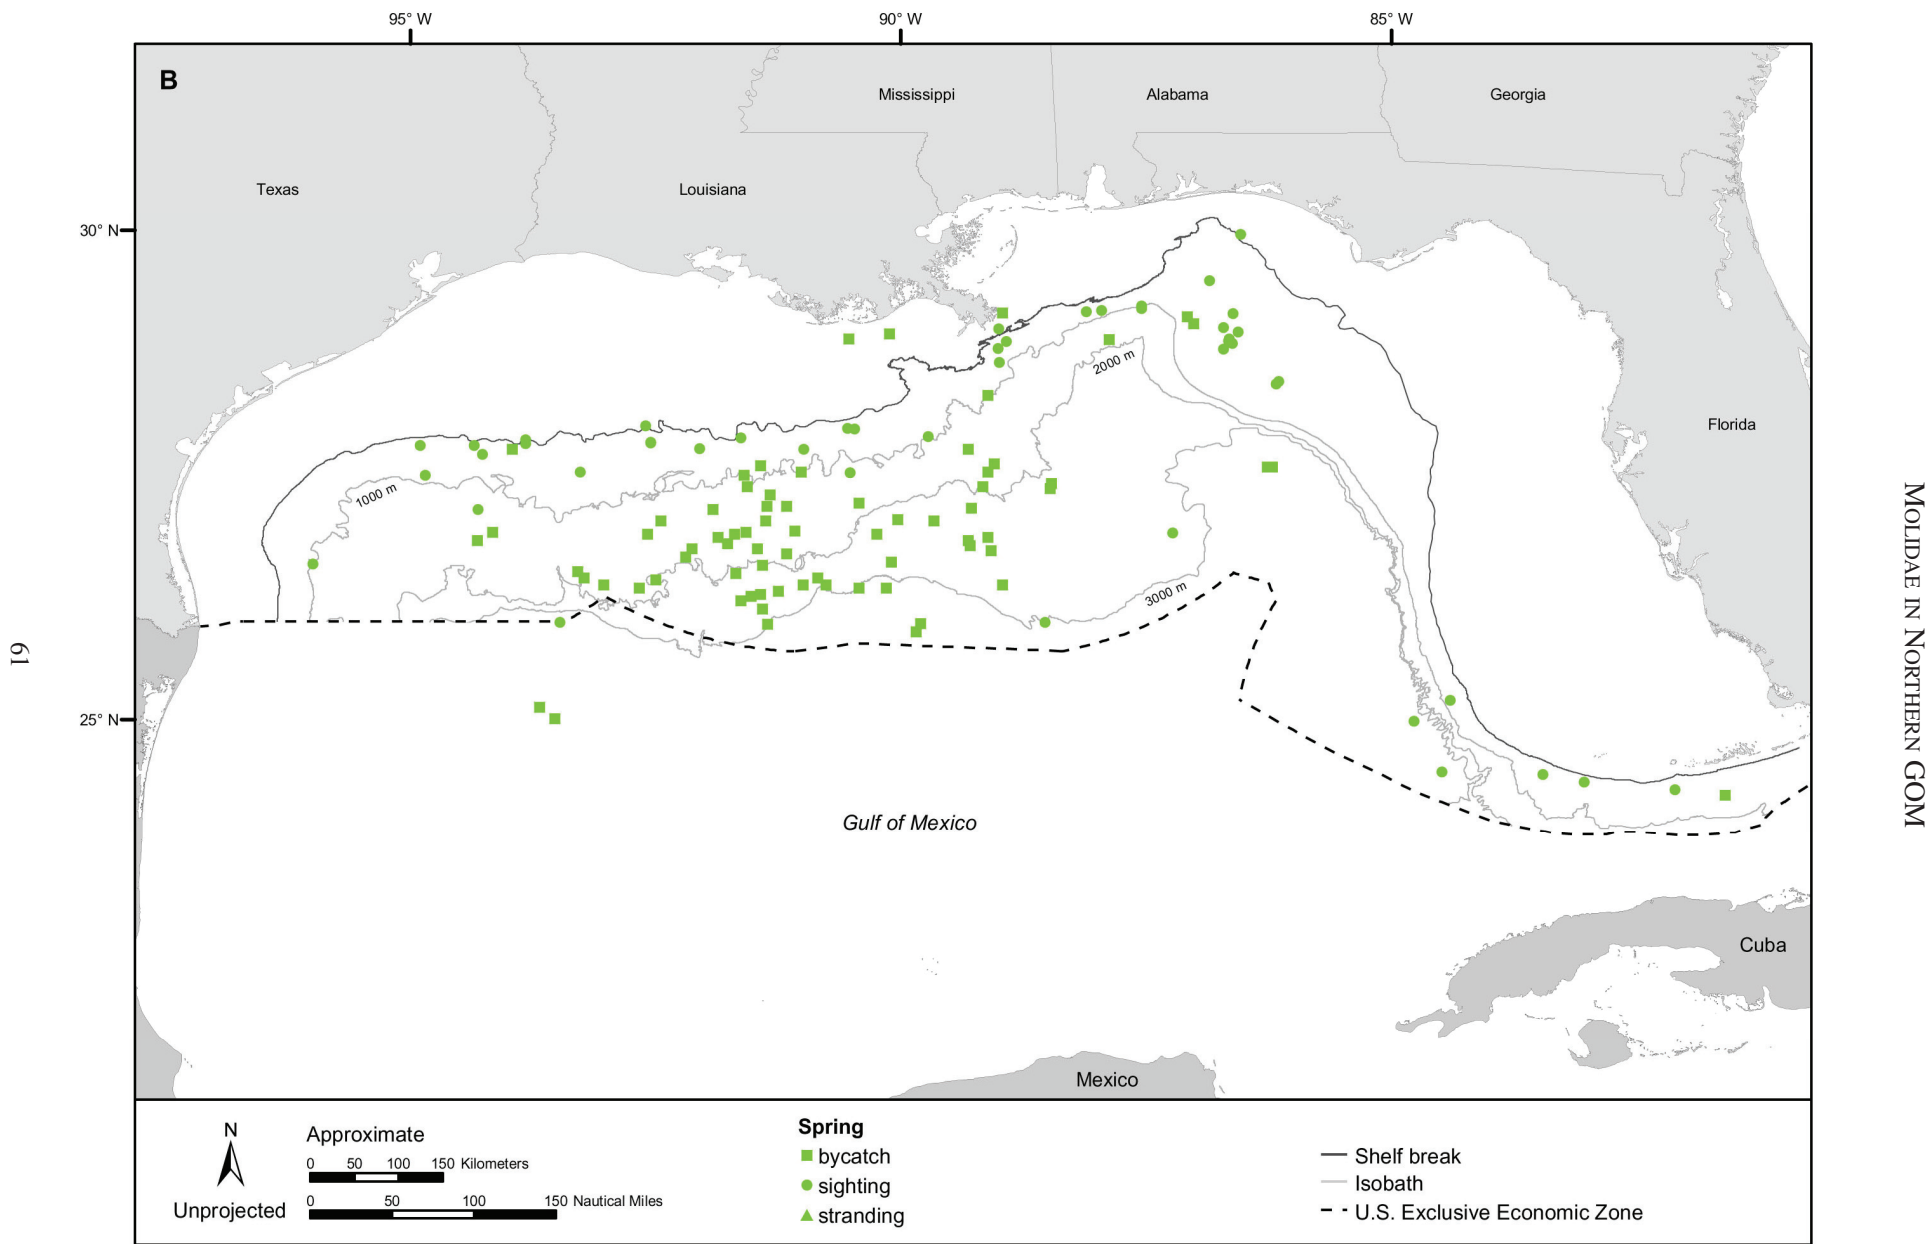 95° W 90° W 85° W
B
Mississippi Alabama Georgia
Texas Louisiana
30° N
2000 m
Florida
1000 m
3000 m
25° N
Gulf of Mexico
Cuba
Mexico
N
Unprojected
Approximate
0 50 100 150 Kilometers
0 50 100 150 Nautical Miles
Spring
bycatch
sighting
stranding
Shelf break
Isobath
U.S. Exclusive Economic Zone
61
MOLIDAE IN NORTHERN GOM